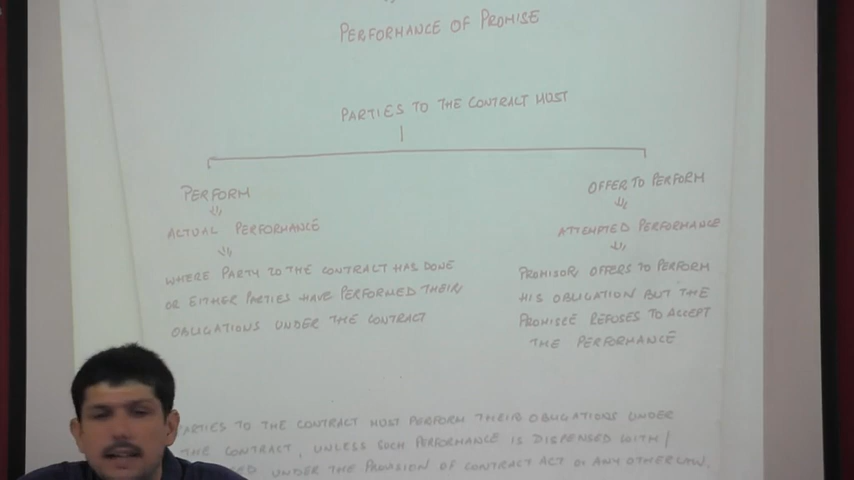 PERFORMANCE OF PROMISE
PARTIES TO THE CONTRACT MUST
PERFORM
ACTUAL PERFORMANCE
WHERE PARTY TO THE CONTRACT HAS DONE
OR EITHER PARTIES HAVE PERFORMED THEIR
OBLIGATIONS UNDER THE CONTRACT
OFFER TO PERFORM
ATTEMPTED PERFORMANCE
PROMISOR OFFERS TO PERFORM
HIS OBLIGATION BUT THE
PROMISEE REFUSES TO ACCEPT
THE PERFORMANCE
PARTIES TO THE CONTRACT MUST PERFORM THEIR OBLIGATIONS UNDER
THE CONTRACT, UNLESS SUCH PERFORMANCE IS DISPENSED WITH/
UNDER THE PROVISION OF CONTRACT ACT OR ANY OTHER LAW.